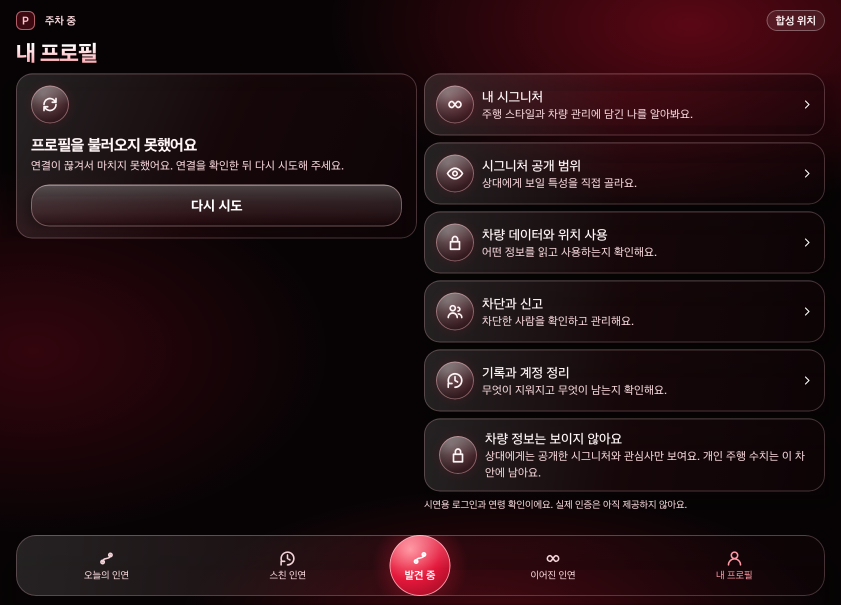 P 주차 중
합성 위치
내 프로필
프로필을 불러오지 못했어요
연결이 끊겨서 마치지 못했어요. 연결을 확인한 뒤 다시 시도해 주세요.
다시 시도
내 시그니처
주행 스타일과 차량 관리에 담긴 나를 알아봐요.
시그니처 공개 범위
상대에게 보일 특성을 직접 골라요.
차량 데이터와 위치 사용
어떤 정보를 읽고 사용하는지 확인해요.
차단과 신고
차단한 사람을 확인하고 관리해요.
기록과 계정 정리
무엇이 지워지고 무엇이 남는지 확인해요.
차량 정보는 보이지 않아요
상대에게는 공개한 시그니처와 관심사만 보여요. 개인 주행 수치는 이 차
안에 남아요.
시연용 로그인과 연령 확인이에요. 실제 인증은 아직 제공하지 않아요.
오늘의 인연
스친 인연
발견 중
이어진 인연
내 프로필